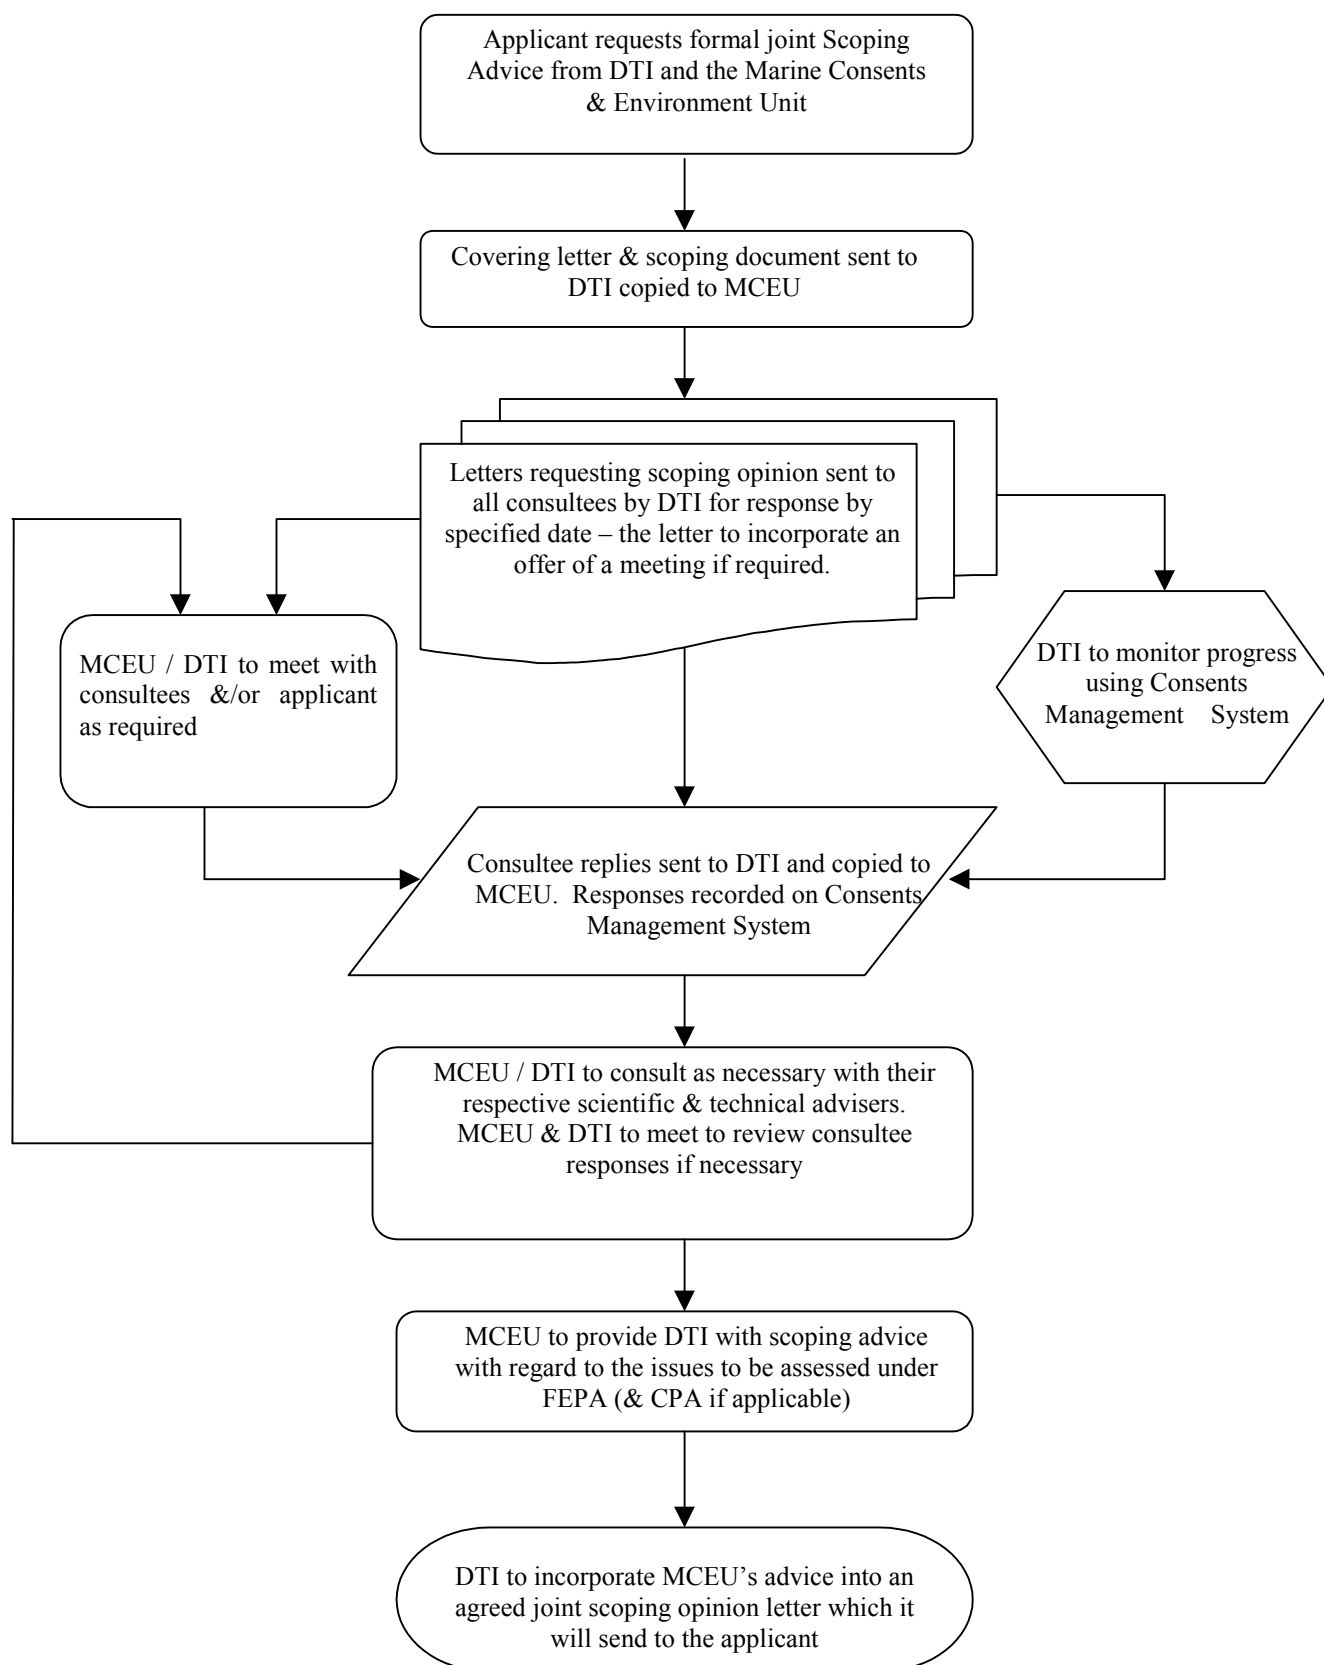 Applicant requests formal joint Scoping
Advice from DTI and the Marine Consents
& Environment Unit
Covering letter & scoping document sent to
DTI copied to MCEU
Letters requesting scoping opinion sent to
all consultees by DTI for response by
specified date – the letter to incorporate an
offer of a meeting if required.
MCEU / DTI to meet with
consultees &/or applicant
as required
DTI to monitor progress
using Consents
Management System
Consultee replies sent to DTI and copied to
MCEU. Responses recorded on Consents
Management System
MCEU / DTI to consult as necessary with their
respective scientific & technical advisers.
MCEU & DTI to meet to review consultee
responses if necessary
MCEU to provide DTI with scoping advice
with regard to the issues to be assessed under
FEPA (& CPA if applicable)
DTI to incorporate MCEU’s advice into an
agreed joint scoping opinion letter which it
will send to the applicant